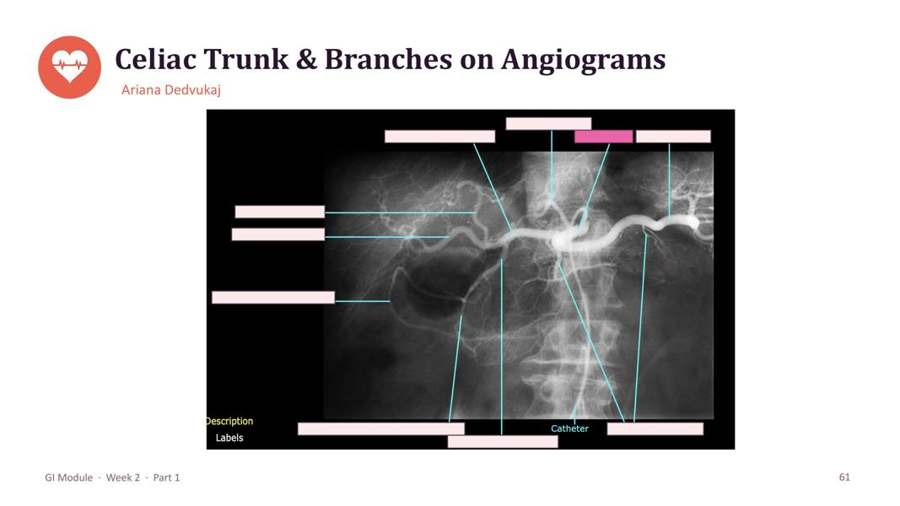 Celiac Trunk & Branches on Angiograms
Ariana Dedvukaj
Description
Labels
Catheter
GI Module · Week 2 · Part 1
61